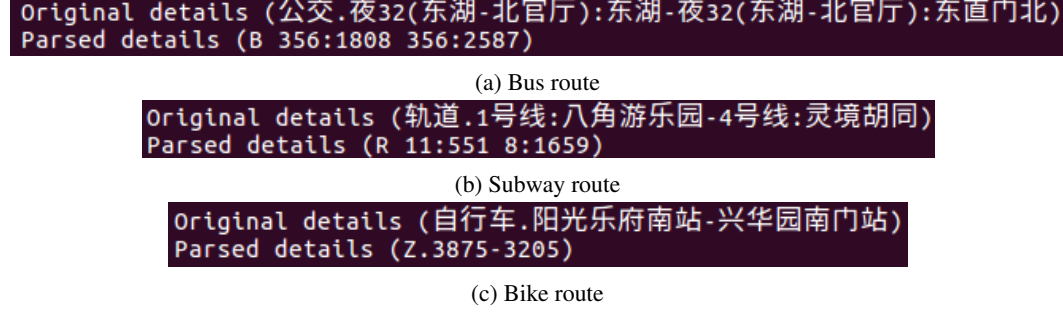 Original details (公交.夜32(东湖-北官厅):东湖-夜32(东湖-北官厅):东直门北)
Parsed details (B 356:1808 356:2587)
(a) Bus route
Original details (轨道.1号线:八角游乐园-4号线:灵境胡同)
Parsed details (R 11:551 8:1659)
(b) Subway route
Original details (自行车.阳光乐府南站-兴华园南门站)
Parsed details (Z.3875-3205)
(c) Bike route